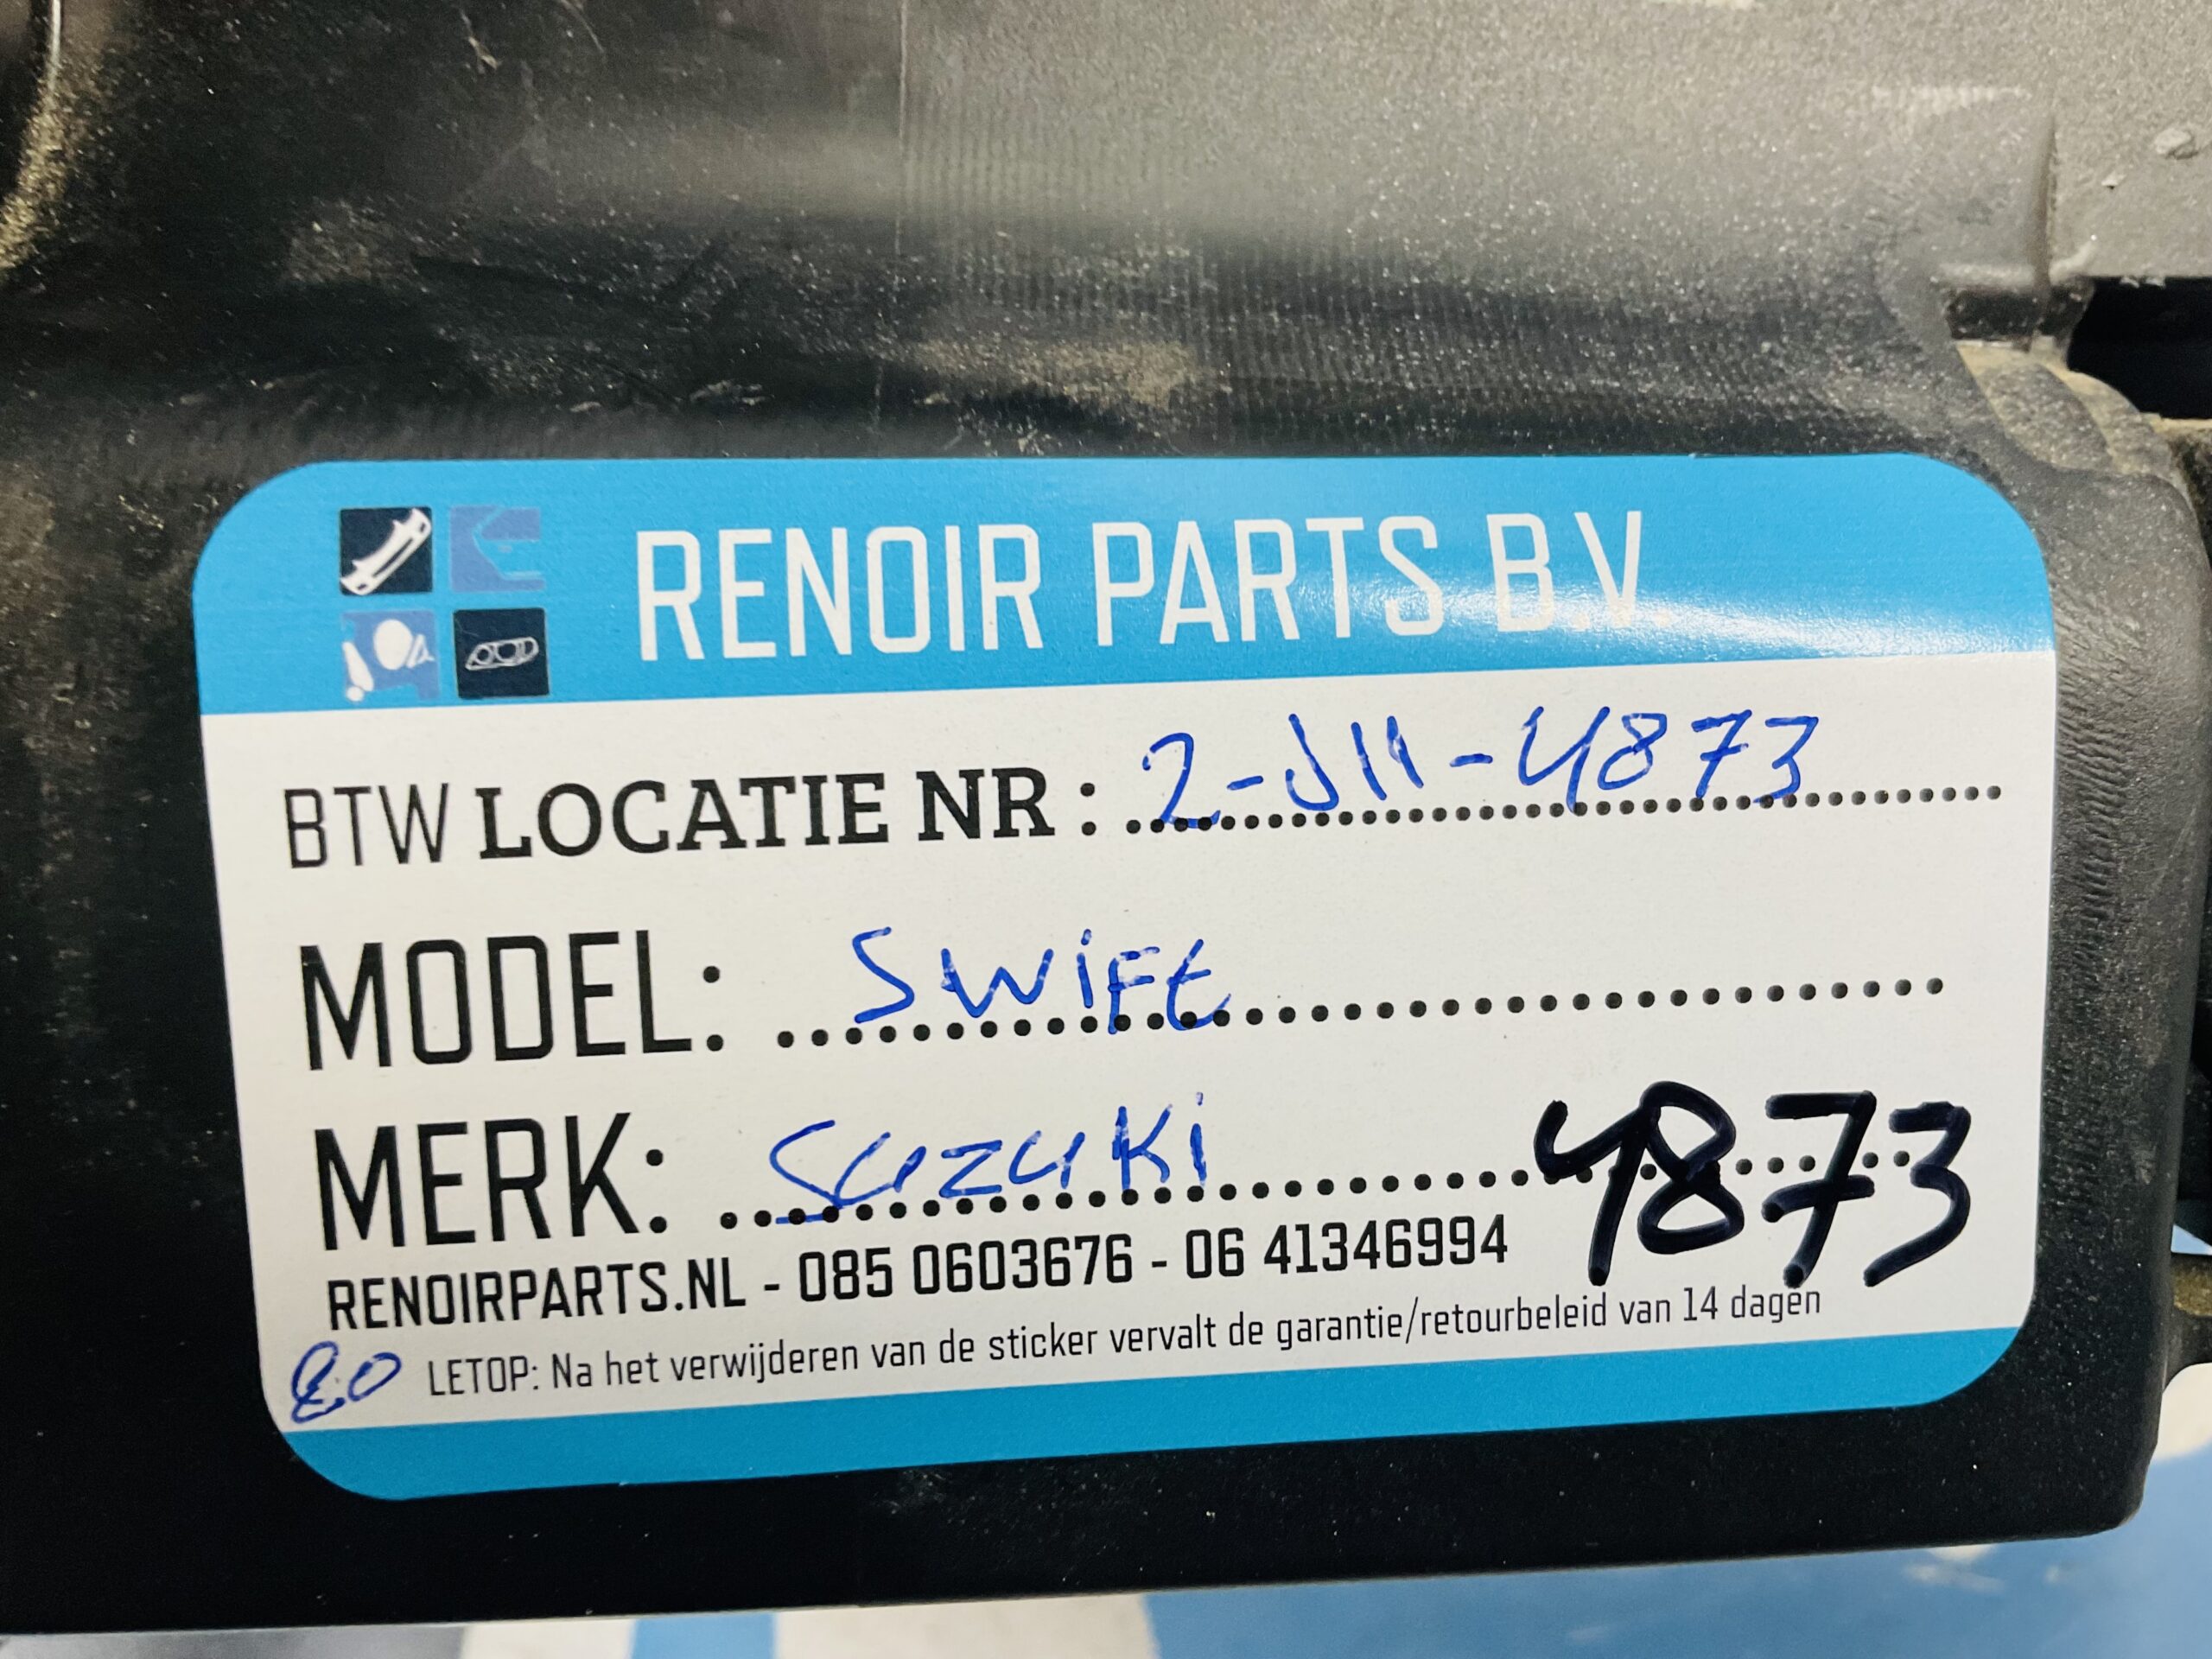 RENOIR PARTS B.V.
BTW LOCATIE NR : 2-J11-4873
MODEL: SWiFt
MERK: Suzuki
4873
RENOIRPARTS.NL - 085 0603676 - 06 41346994
LETOP: Na het verwijderen van de sticker vervalt de garantie/retourbeleid van 14 dagen